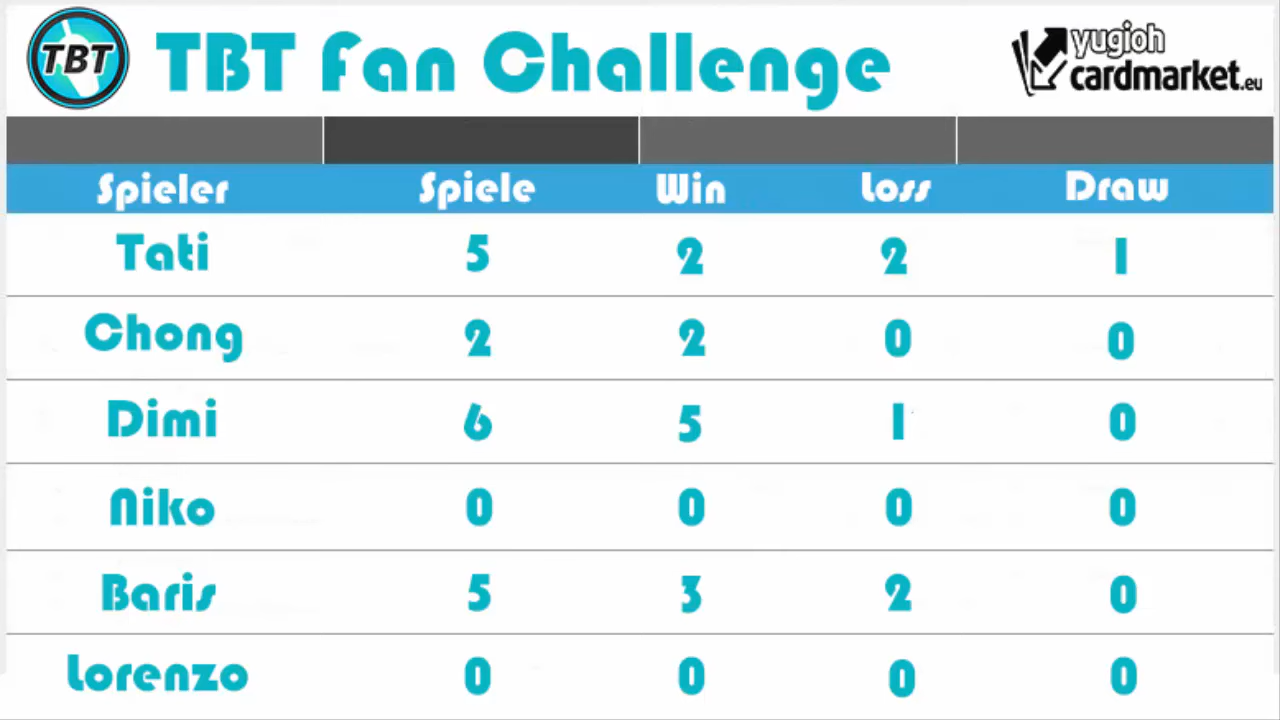 TBT TBT Fan Challenge yugioh
cardmarket.eu
Spieler Spiele Win Loss Draw
Tati 5 2 2 1
Chong 2 2 0 0
Dimi 6 5 1 0
Niko 0 0 0 0
Baris 5 3 2 0
Lorenzo 0 0 0 0